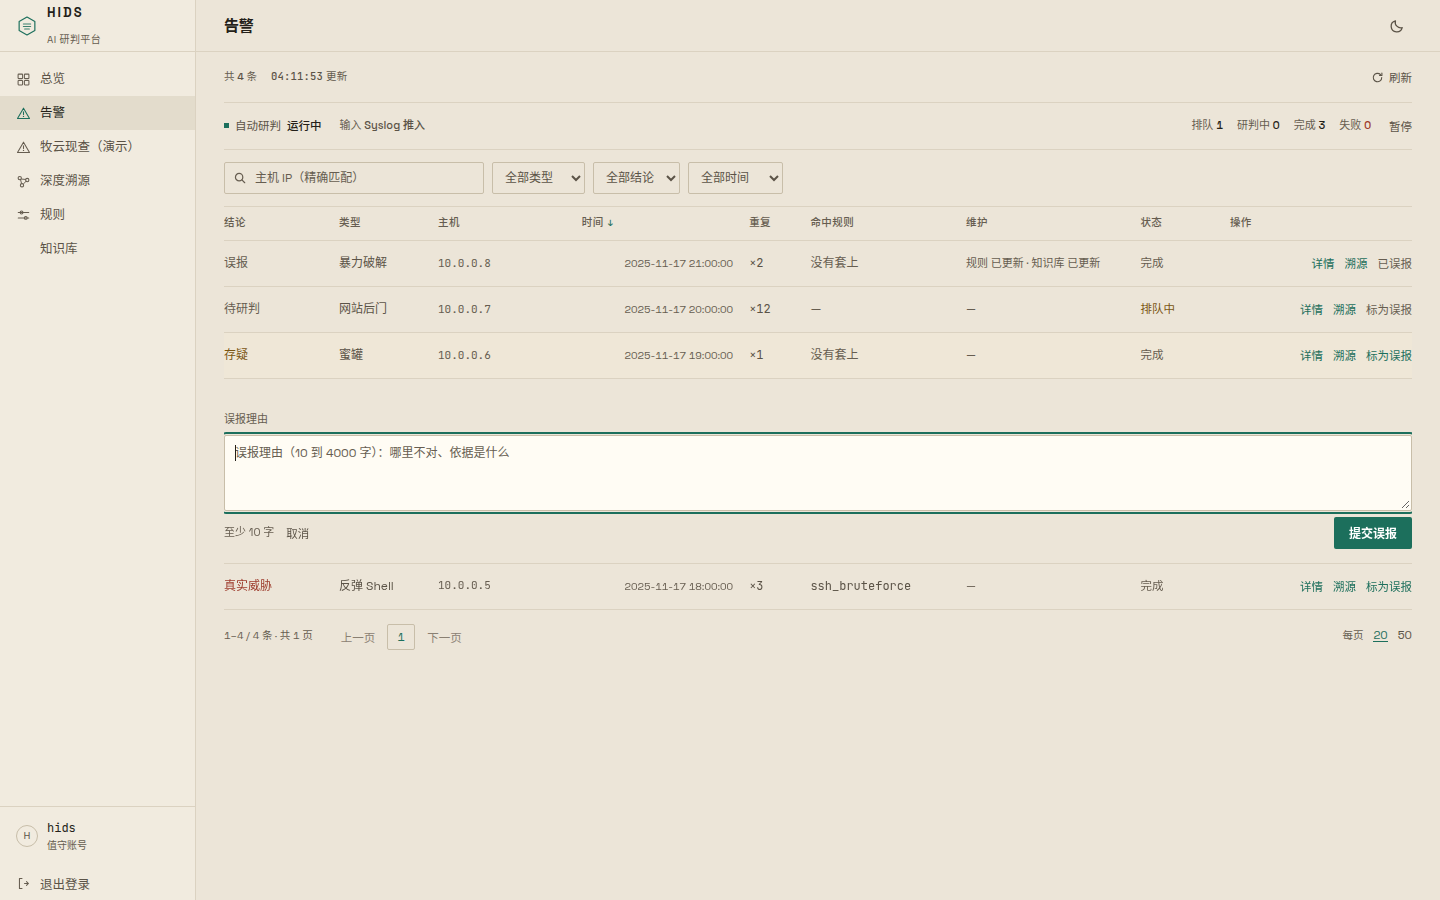 HIDS
AI 研判平台
总览
告警
牧云现查（演示）
深度溯源
规则
知识库
hids
H
值守账号
退出登录
告警
共 4 条 04:11:53 更新
刷新
自动研判 运行中 输入 Syslog 推入
排队 1 研判中 0 完成 3 失败 0 暂停
主机 IP（精确匹配） 全部类型 全部结论 全部时间
结论 类型 主机 时间 ↓ 重复 命中规则 维护 状态 操作
误报 暴力破解 10.0.0.8 2025-11-17 21:00:00 ×2 没有套上 规则 已更新 · 知识库 已更新 完成 详情 溯源 已误报
待研判 网站后门 10.0.0.7 2025-11-17 20:00:00 ×12 — — 排队中 详情 溯源 标为误报
存疑 蜜罐 10.0.0.6 2025-11-17 19:00:00 ×1 没有套上 — 完成 详情 溯源 标为误报
误报理由
误报理由（10 到 4000 字）：哪里不对、依据是什么
至少 10 字 取消
提交误报
真实威胁 反弹 Shell 10.0.0.5 2025-11-17 18:00:00 ×3 ssh_bruteforce — 完成 详情 溯源 标为误报
1–4 / 4 条 · 共 1 页 上一页 1 下一页
每页 20 50